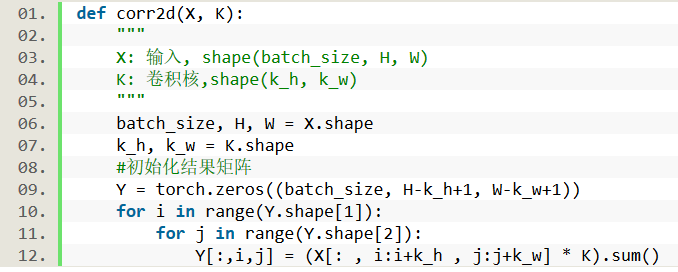 01. def corr2d(X, K):
02.     """
03.     X: 输入, shape(batch_size, H, W)
04.     K: 卷积核,shape(k_h, k_w)
05.     """
06.     batch_size, H, W = X.shape
07.     k_h, k_w = K.shape
08.     #初始化结果矩阵
09.     Y = torch.zeros((batch_size, H-k_h+1, W-k_w+1))
10.     for i in range(Y.shape[1]):
11.         for j in range(Y.shape[2]):
12.             Y[:,i,j] = (X[: , i:i+k_h , j:j+k_w] * K).sum()